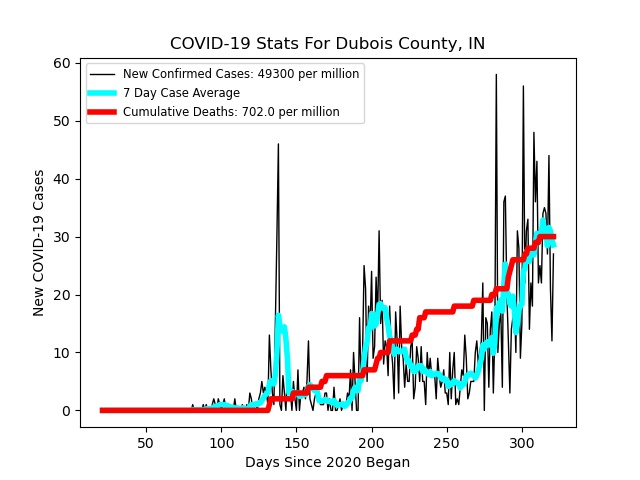 COVID-19 Stats For Dubois County, IN
New Confirmed Cases: 49300 per million
7 Day Case Average
Cumulative Deaths: 702.0 per million
New COVID-19 Cases
60
50
40
30
20
10
0
50 100 150 200 250 300
Days Since 2020 Began